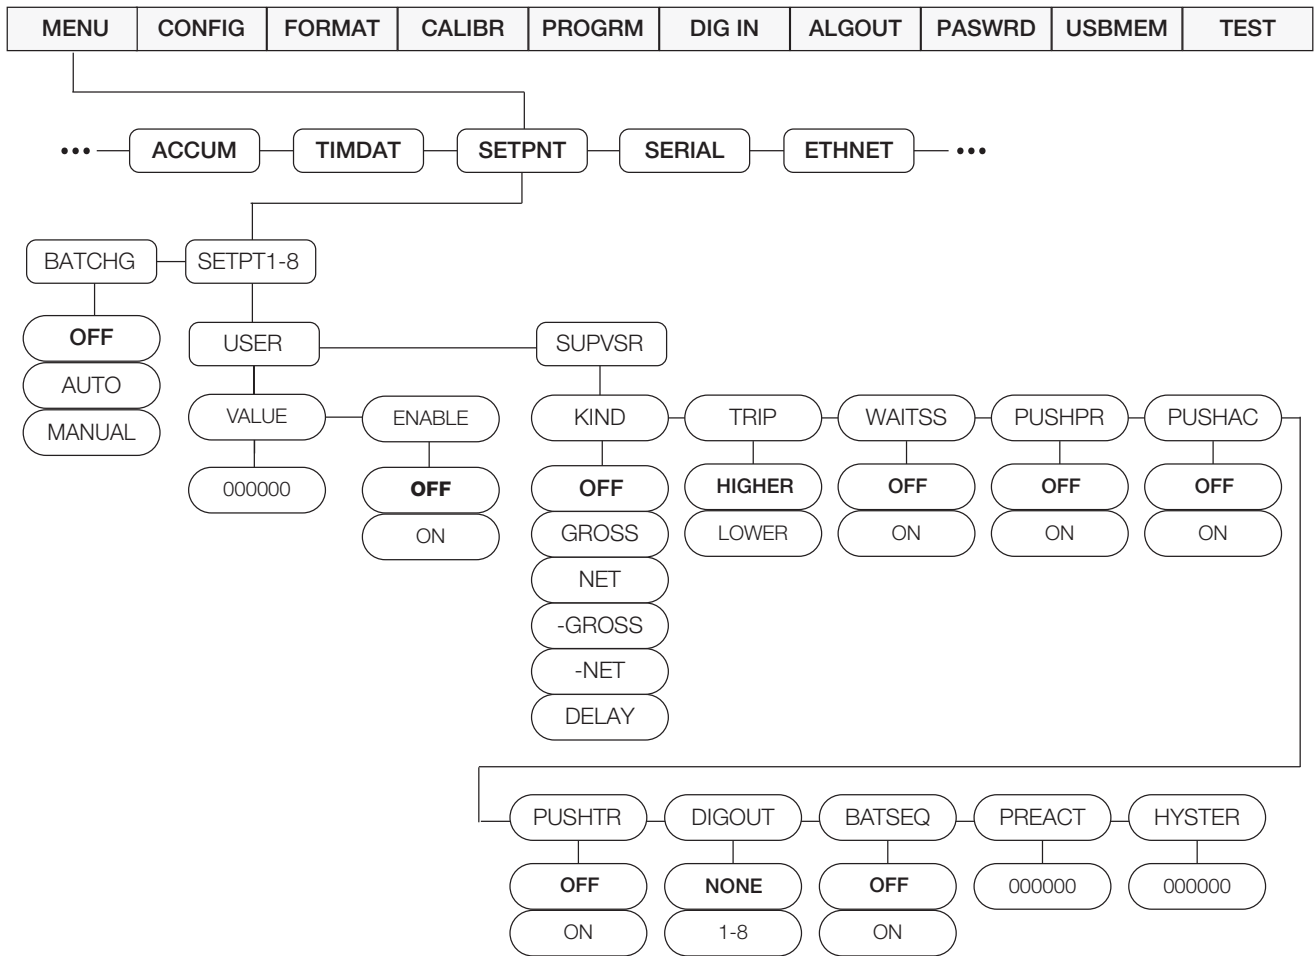 MENU CONFIG FORMAT CALIBR PROGRM DIG IN ALGOUT PASWRD USBMEM TEST
••• ACCUM TIMDAT SETPNT SERIAL ETHNET •••
BATCHG SETPT1-8
OFF
AUTO
MANUAL
USER SUPVSR
VALUE ENABLE KIND TRIP WAITSS PUSHPR PUSHAC
000000 OFF OFF HIGHER OFF OFF OFF
ON GROSS LOWER ON ON ON
NET
-GROSS
-NET
DELAY
PUSHTR DIGOUT BATSEQ PREACT HYSTER
OFF NONE OFF 000000 000000
ON 1-8 ON